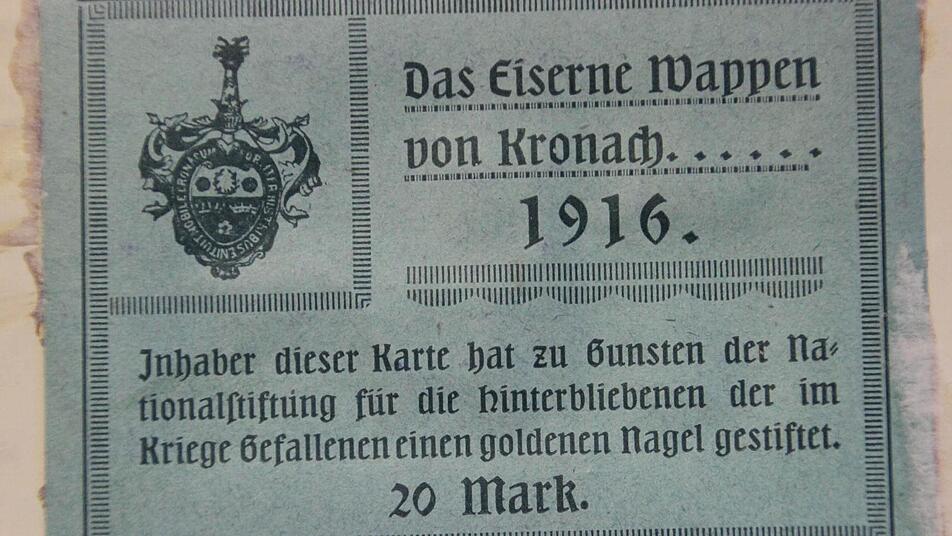 Das Eiserne Wappen
von Kronach. . . . . .
1916.
Inhaber dieser Karte hat zu Gunsten der Na-
tionalstiftung für die Hinterbliebenen der im
Kriege Gefallenen einen goldenen Nagel gestiftet.
20 Mark.